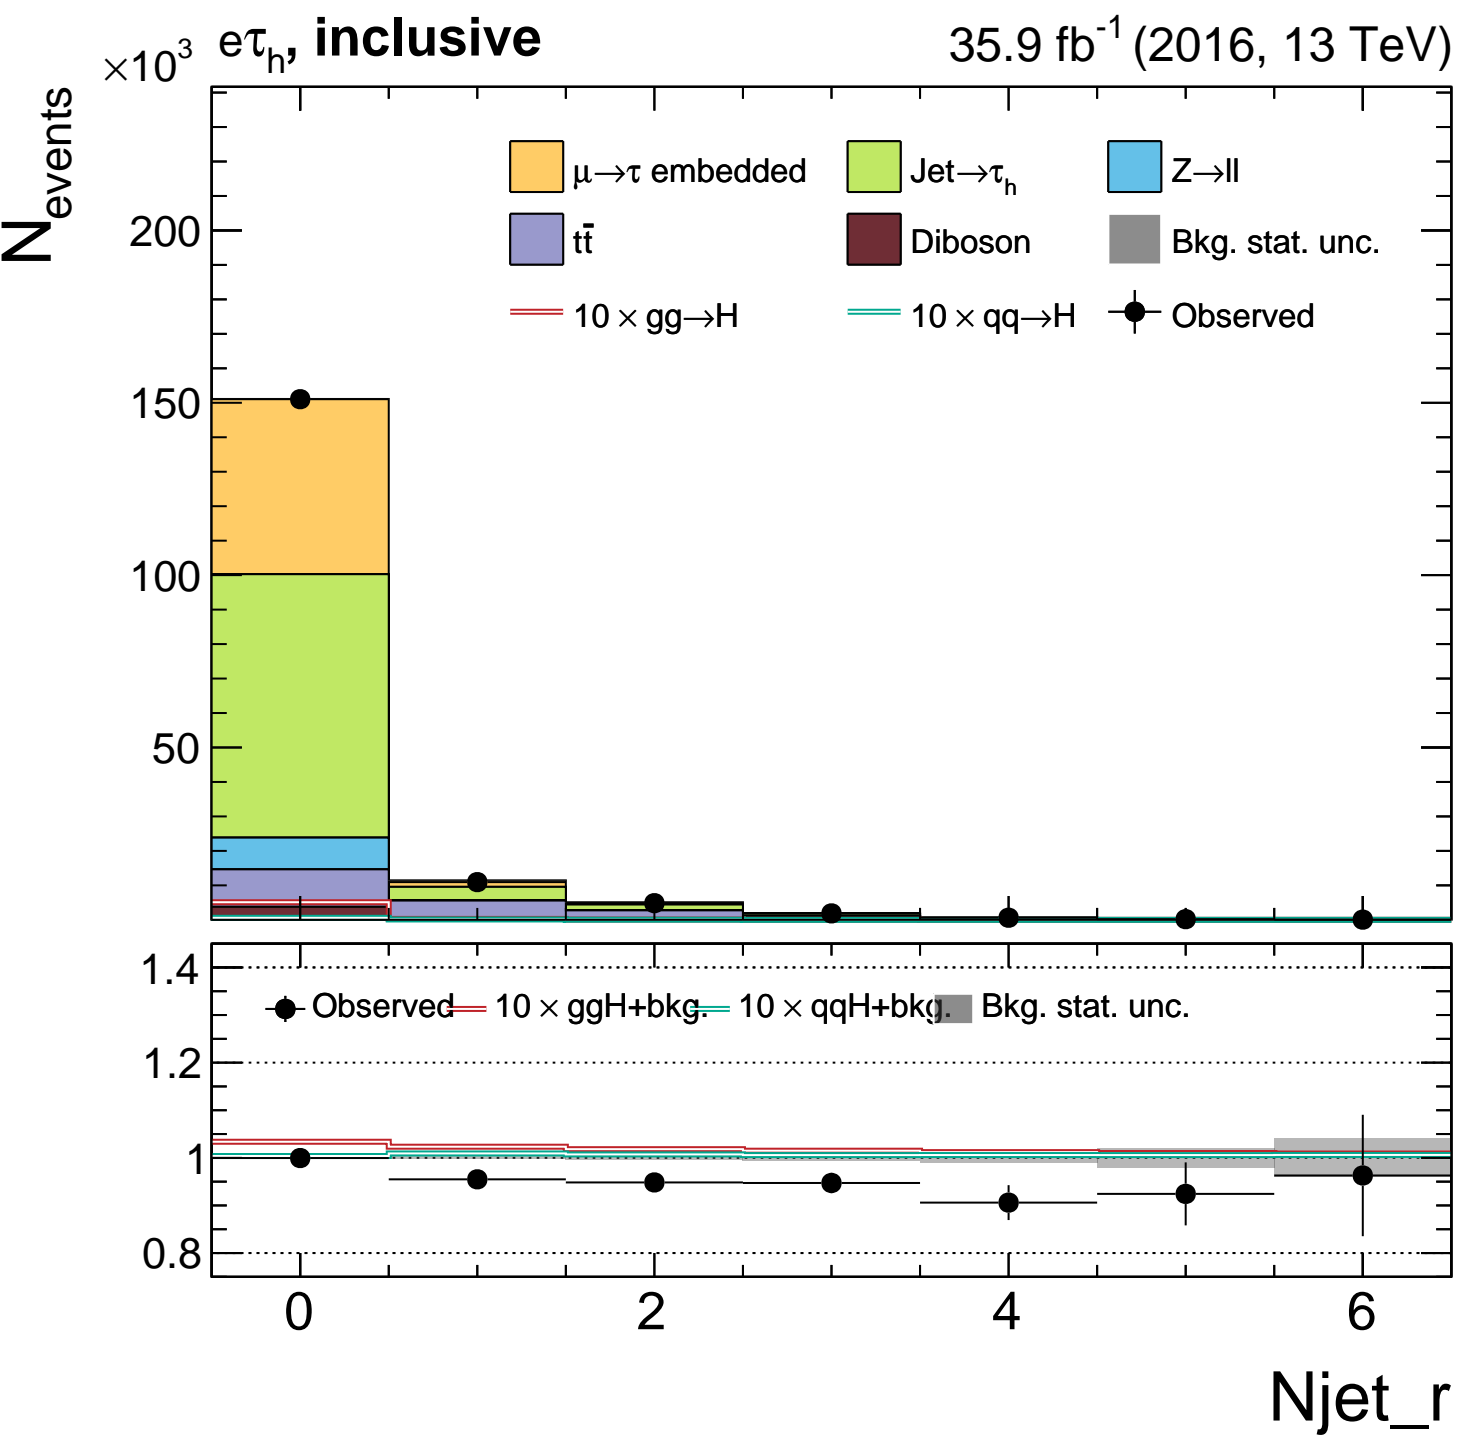 ×10³ eτₕ, inclusive 35.9 fb⁻¹ (2016, 13 TeV)
N_events
μ→τ embedded Jet→τₕ Z→ll
tt̄ Diboson Bkg. stat. unc.
10 × gg→H 10 × qq→H Observed
200
150
100
50
1.4
Observed 10 × ggH+bkg. 10 × qqH+bkg. Bkg. stat. unc.
1.2
1
0.8
0 2 4 6
Njet_r